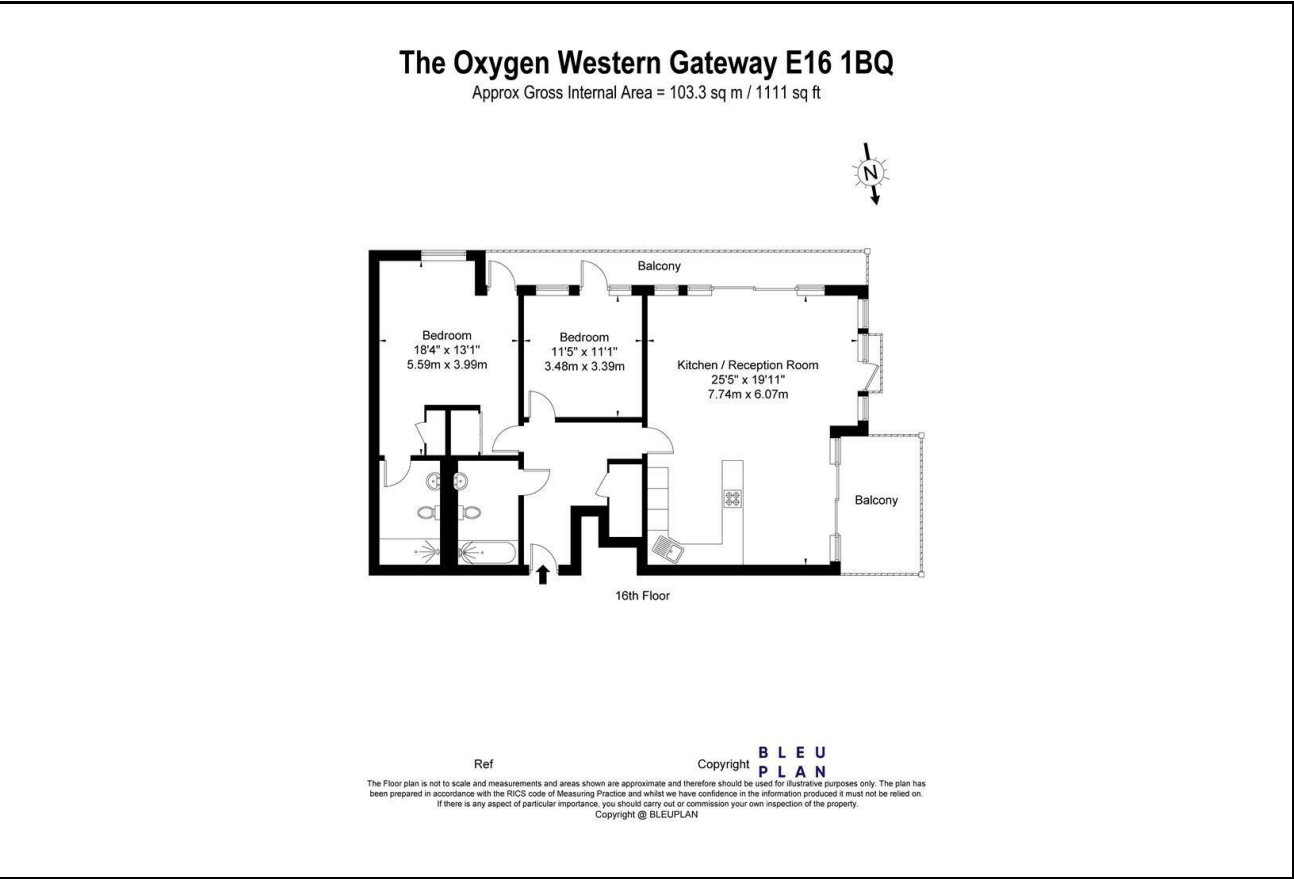 The Oxygen Western Gateway E16 1BQ
Approx Gross Internal Area = 103.3 sq m / 1111 sq ft
N
Balcony
Bedroom
18'4" x 13'1"
5.59m x 3.99m
Bedroom
11'5" x 11'1"
3.48m x 3.39m
Kitchen / Reception Room
25'5" x 19'11"
7.74m x 6.07m
Balcony
16th Floor
Ref
Copyright
BLEU
PLAN
The Floor plan is not to scale and measurements and areas shown are approximate and therefore should be used for illustrative purposes only. The plan has
been prepared in accordance with the RICS code of Measuring Practice and whilst we have confidence in the information produced it must not be relied on.
If there is any aspect of particular importance, you should carry out or commission your own inspection of the property.
Copyright @ BLEUPLAN